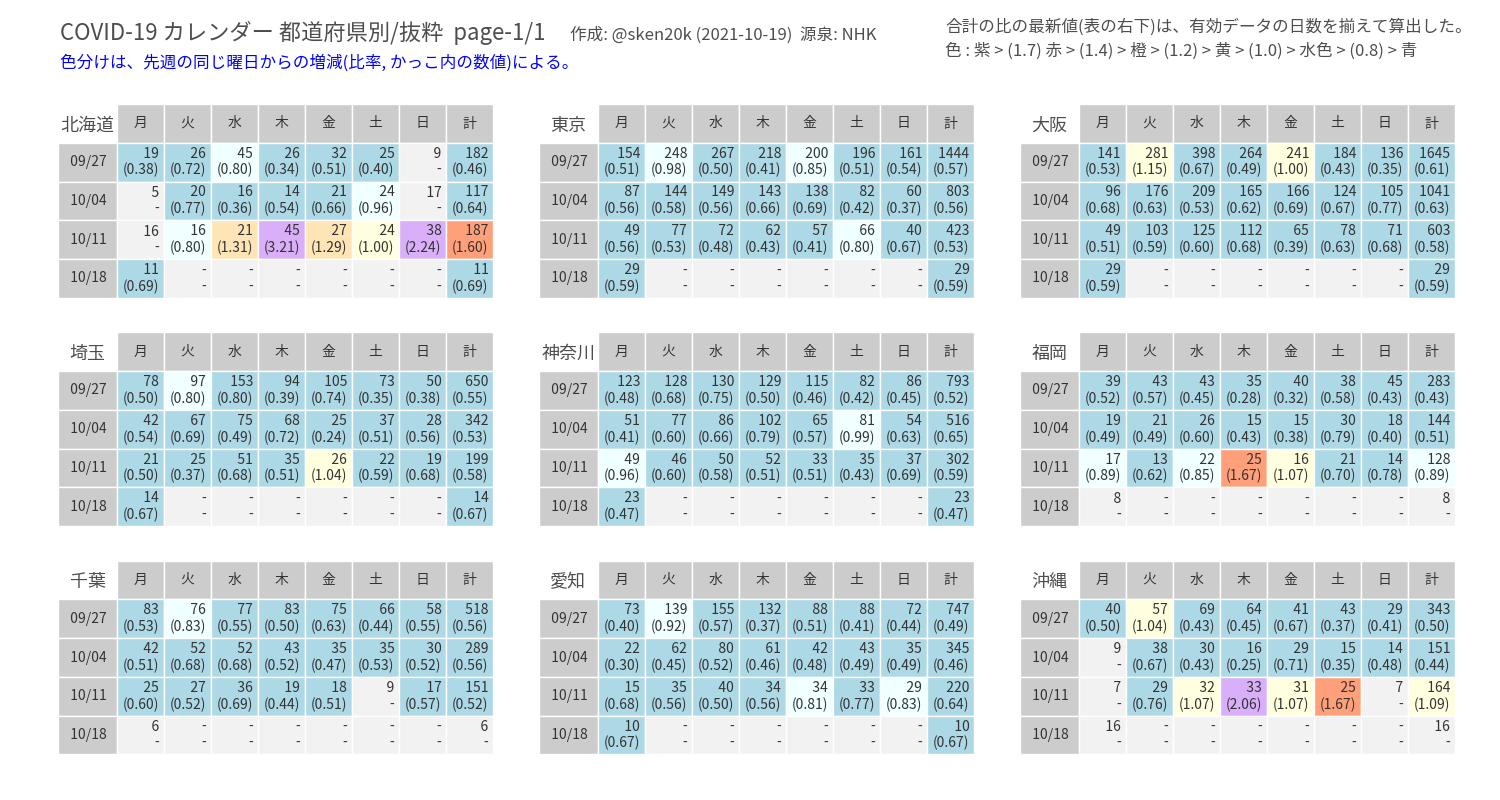 COVID-19 カレンダー 都道府県別/抜粋 page-1/1 作成: @sken20k (2021-10-19) 源泉: NHK
色分けは、先週の同じ曜日からの増減(比率, かっこ内の数値)による。
合計の比の最新値(表の右下)は、有効データの日数を揃えて算出した。
色 : 紫 > (1.7) 赤 > (1.4) 橙 > (1.2) 黄 > (1.0) > 水色 > (0.8) > 青
北海道 月 火 水 木 金 土 日 計
09/27 19 26 45 26 32 25 9 182
(0.38) (0.72) (0.80) (0.34) (0.51) (0.40) - (0.46)
10/04 5 20 16 14 21 24 17 117
- (0.77) (0.36) (0.54) (0.66) (0.96) - (0.64)
10/11 16 16 21 45 27 24 38 187
- (0.80) (1.31) (3.21) (1.29) (1.00) (2.24) (1.60)
10/18 11 - - - - - - 11
(0.69) - - - - - - (0.69)
東京 月 火 水 木 金 土 日 計
09/27 154 248 267 218 200 196 161 1444
(0.51) (0.98) (0.50) (0.41) (0.85) (0.51) (0.54) (0.57)
10/04 87 144 149 143 138 82 60 803
(0.56) (0.58) (0.56) (0.66) (0.69) (0.42) (0.37) (0.56)
10/11 49 77 72 62 57 66 40 423
(0.56) (0.53) (0.48) (0.43) (0.41) (0.80) (0.67) (0.53)
10/18 29 - - - - - - 29
(0.59) - - - - - - (0.59)
大阪 月 火 水 木 金 土 日 計
09/27 141 281 398 264 241 184 136 1645
(0.53) (1.15) (0.67) (0.49) (1.00) (0.43) (0.35) (0.61)
10/04 96 176 209 165 166 124 105 1041
(0.68) (0.63) (0.53) (0.62) (0.69) (0.67) (0.77) (0.63)
10/11 49 103 125 112 65 78 71 603
(0.51) (0.59) (0.60) (0.68) (0.39) (0.63) (0.68) (0.58)
10/18 29 - - - - - - 29
(0.59) - - - - - - (0.59)
埼玉 月 火 水 木 金 土 日 計
09/27 78 97 153 94 105 73 50 650
(0.50) (0.80) (0.80) (0.39) (0.74) (0.35) (0.38) (0.55)
10/04 42 67 75 68 25 37 28 342
(0.54) (0.69) (0.49) (0.72) (0.24) (0.51) (0.56) (0.53)
10/11 21 25 51 35 26 22 19 199
(0.50) (0.37) (0.68) (0.51) (1.04) (0.59) (0.68) (0.58)
10/18 14 - - - - - - 14
(0.67) - - - - - - (0.67)
神奈川 月 火 水 木 金 土 日 計
09/27 123 128 130 129 115 82 86 793
(0.48) (0.68) (0.75) (0.50) (0.46) (0.42) (0.45) (0.52)
10/04 51 77 86 102 65 81 54 516
(0.41) (0.60) (0.66) (0.79) (0.57) (0.99) (0.63) (0.65)
10/11 49 46 50 52 33 35 37 302
(0.96) (0.60) (0.58) (0.51) (0.51) (0.43) (0.69) (0.59)
10/18 23 - - - - - - 23
(0.47) - - - - - - (0.47)
福岡 月 火 水 木 金 土 日 計
09/27 39 43 43 35 40 38 45 283
(0.52) (0.57) (0.45) (0.28) (0.32) (0.58) (0.43) (0.43)
10/04 19 21 26 15 15 30 18 144
(0.49) (0.49) (0.60) (0.43) (0.38) (0.79) (0.40) (0.51)
10/11 17 13 22 25 16 21 14 128
(0.89) (0.62) (0.85) (1.67) (1.07) (0.70) (0.78) (0.89)
10/18 8 - - - - - - 8
- - - - - - - -
千葉 月 火 水 木 金 土 日 計
09/27 83 76 77 83 75 66 58 518
(0.53) (0.83) (0.55) (0.50) (0.63) (0.44) (0.55) (0.56)
10/04 42 52 52 43 35 35 30 289
(0.51) (0.68) (0.68) (0.52) (0.47) (0.53) (0.52) (0.56)
10/11 25 27 36 19 18 9 17 151
(0.60) (0.52) (0.69) (0.44) (0.51) - (0.57) (0.52)
10/18 6 - - - - - - 6
- - - - - - - -
愛知 月 火 水 木 金 土 日 計
09/27 73 139 155 132 88 88 72 747
(0.40) (0.92) (0.57) (0.37) (0.51) (0.41) (0.44) (0.49)
10/04 22 62 80 61 42 43 35 345
(0.30) (0.45) (0.52) (0.46) (0.48) (0.49) (0.49) (0.46)
10/11 15 35 40 34 34 33 29 220
(0.68) (0.56) (0.50) (0.56) (0.81) (0.77) (0.83) (0.64)
10/18 10 - - - - - - 10
(0.67) - - - - - - (0.67)
沖縄 月 火 水 木 金 土 日 計
09/27 40 57 69 64 41 43 29 343
(0.50) (1.04) (0.43) (0.45) (0.67) (0.37) (0.41) (0.50)
10/04 9 38 30 16 29 15 14 151
- (0.67) (0.43) (0.25) (0.71) (0.35) (0.48) (0.44)
10/11 7 29 32 33 31 25 7 164
- (0.76) (1.07) (2.06) (1.07) (1.67) - (1.09)
10/18 16 - - - - - - 16
- - - - - - - -